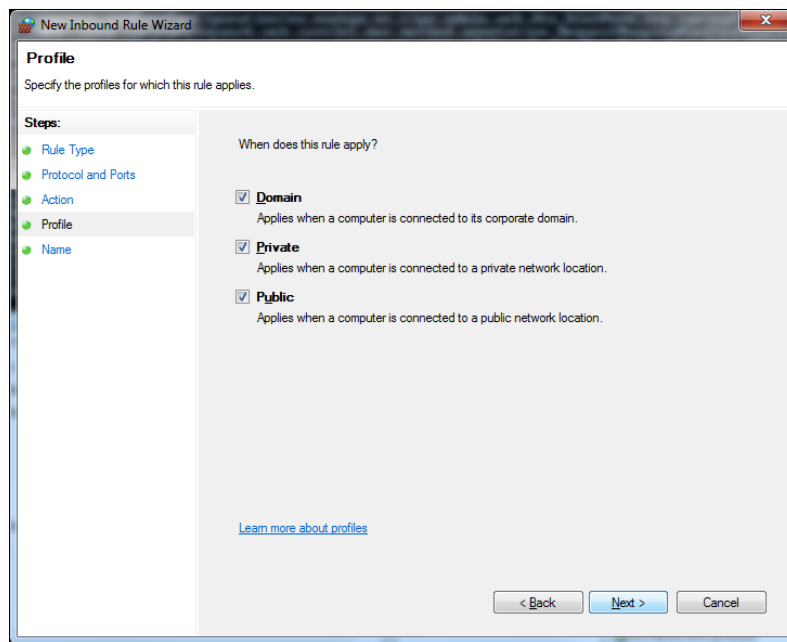 New Inbound Rule Wizard
Profile
Specify the profiles for which this rule applies.
Steps:
Rule Type
Protocol and Ports
Action
Profile
Name
When does this rule apply?
Domain
Applies when a computer is connected to its corporate domain.
Private
Applies when a computer is connected to a private network location.
Public
Applies when a computer is connected to a public network location.
Learn more about profiles
< Back
Next >
Cancel